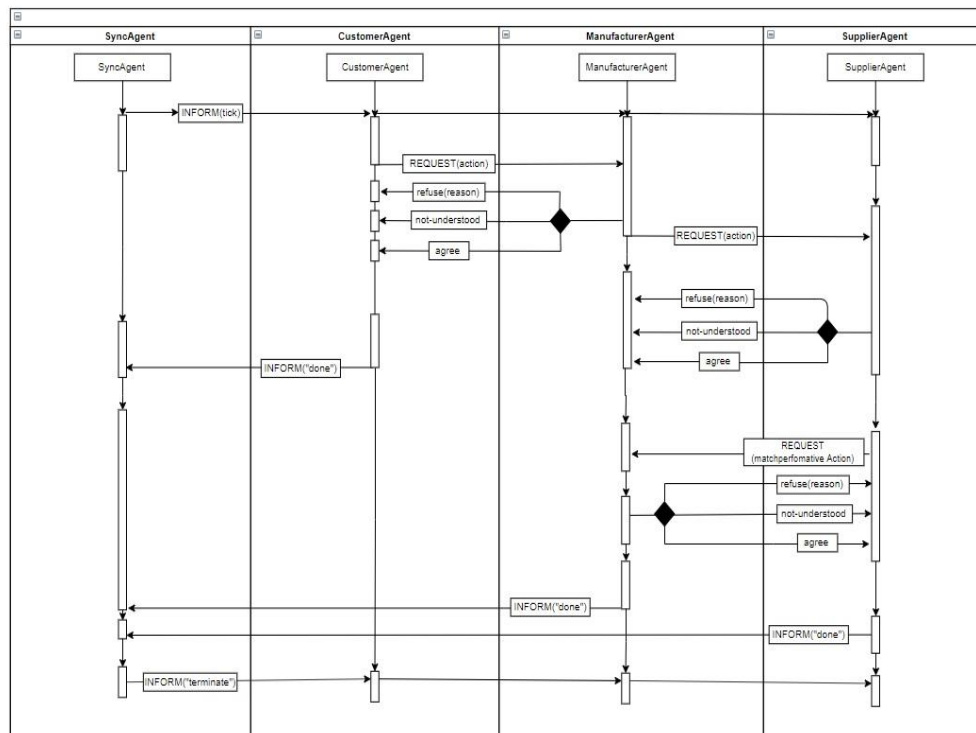 SyncAgent
CustomerAgent
ManufacturerAgent
SupplierAgent
SyncAgent
CustomerAgent
ManufacturerAgent
SupplierAgent
INFORM(tick)
REQUEST(action)
refuse(reason)
not-understood
agree
REQUEST(action)
refuse(reason)
not-understood
agree
INFORM("done")
REQUEST
(matchperfomative Action)
refuse(reason)
not-understood
agree
INFORM("done")
INFORM("done")
INFORM("terminate")